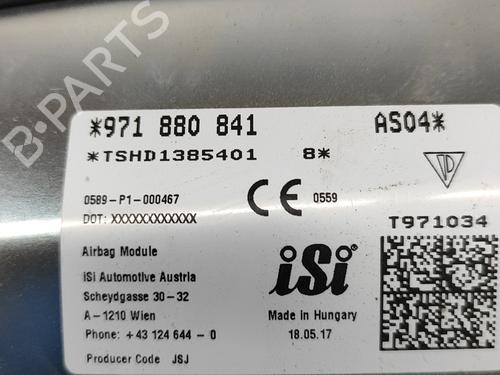 B-PARTS
*971 880 841 AS04*
*TSHD1385401 8*
0589-P1-000467
DOT: XXXXXXXXXXXXX
CE 0559
T971034
Airbag Module
iSi Automotive Austria
Scheydgasse 30-32
A-1210 Wien
Phone: +43 124 644-0
Producer Code JSJ
iSi
Made in Hungary
18.05.17